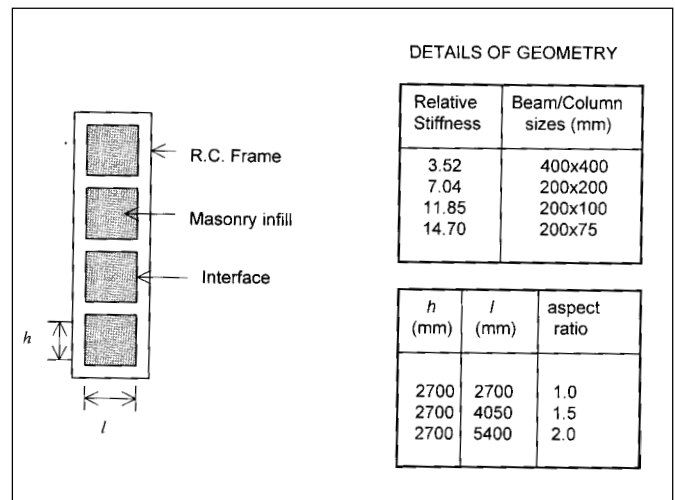 DETAILS OF GEOMETRY
Relative Stiffness Beam/Column sizes (mm)
3.52 400x400
7.04 200x200
11.85 200x100
14.70 200x75
R.C. Frame
Masonry infill
Interface
h
l
h (mm) l (mm) aspect ratio
2700 2700 1.0
2700 4050 1.5
2700 5400 2.0